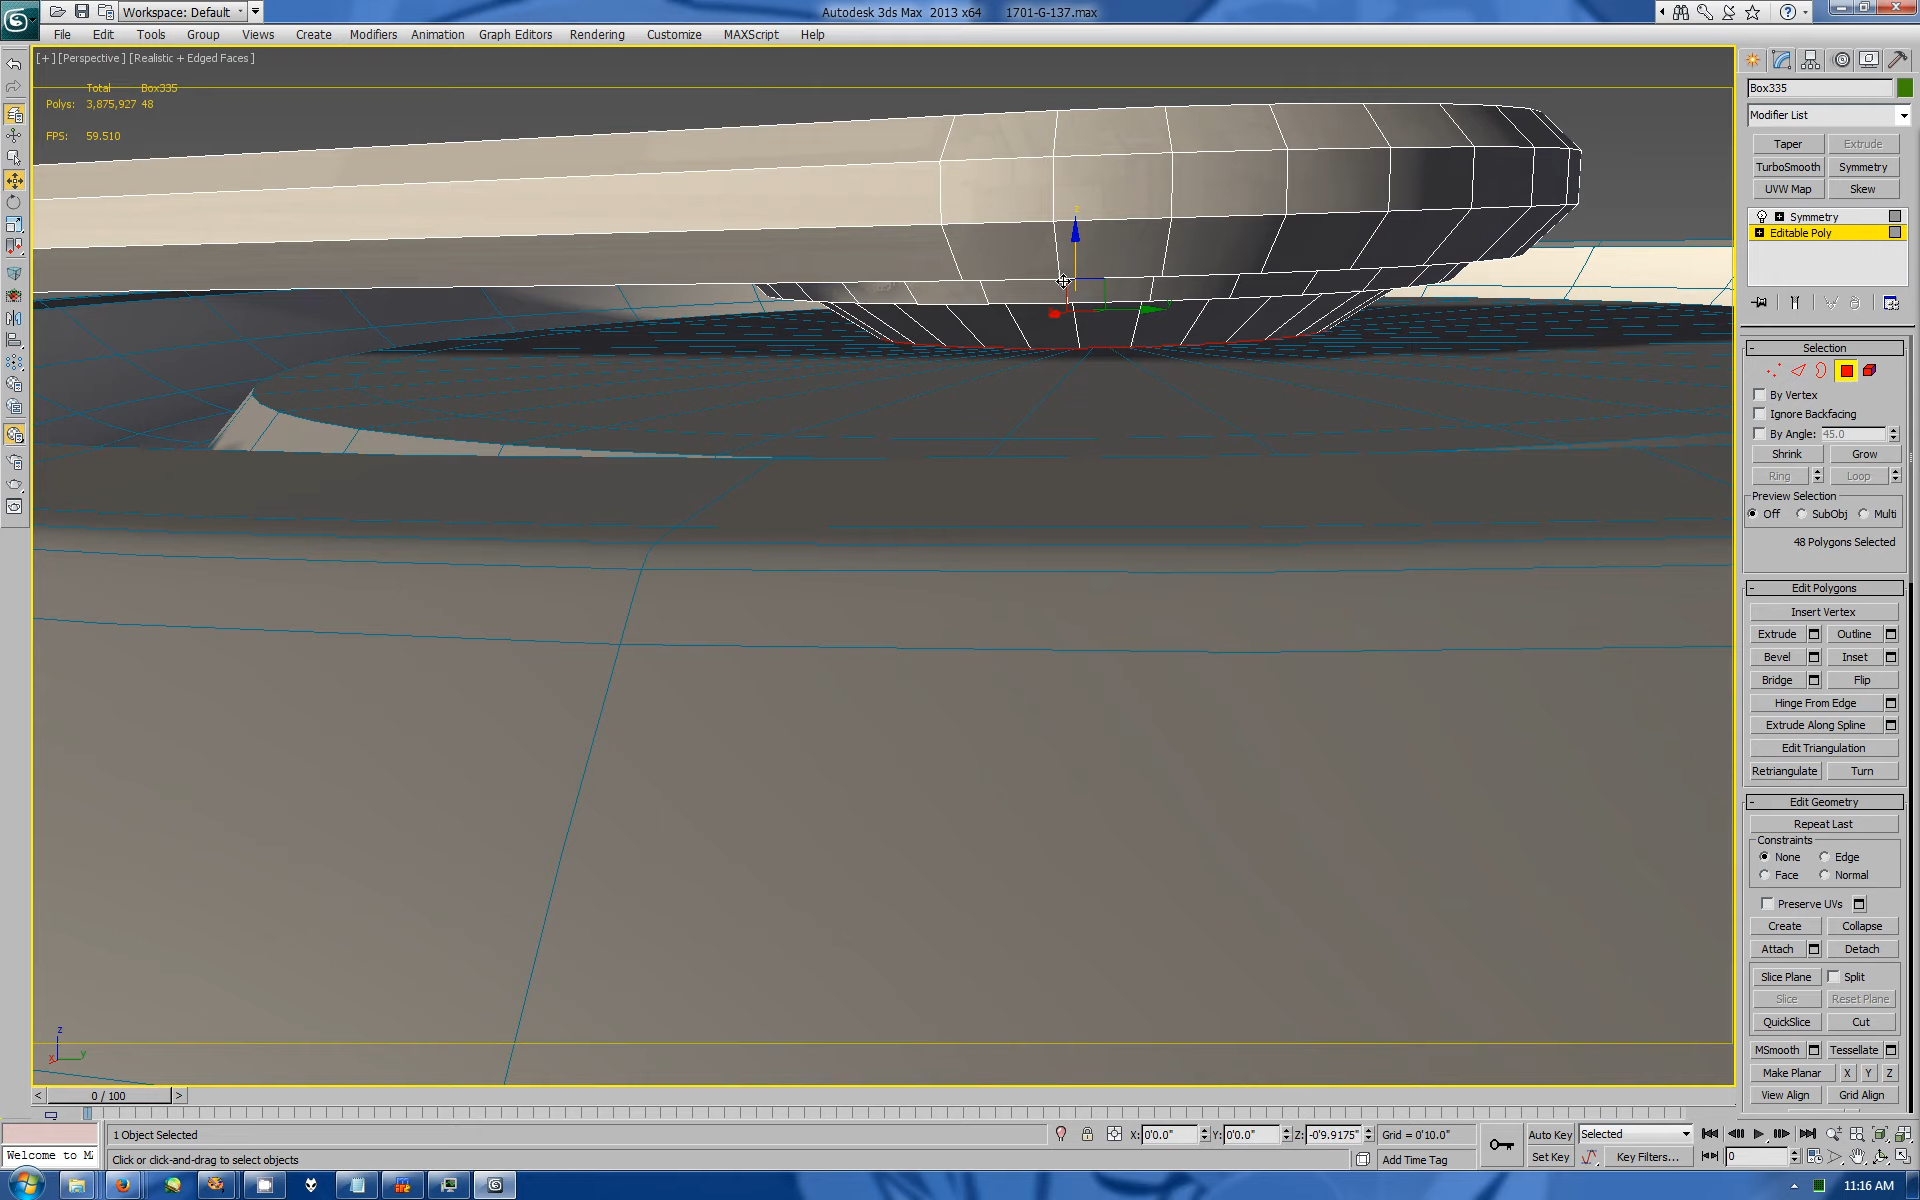 Workspace: Default
Autodesk 3ds Max 2013 x64 1701-G-137.max
File Edit Tools Group Views Create Modifiers Animation Graph Editors Rendering Customize MAXScript Help
[+] [Perspective] [Realistic + Edged Faces ]
Total Box335
Polys: 3,875,927 48
FPS: 59.510
z
y
z
y
x
Box335
Modifier List
Taper Extrude
TurboSmooth Symmetry
UVW Map Skew
Symmetry
Editable Poly
- Selection
By Vertex
Ignore Backfacing
By Angle: 45.0
Shrink Grow
Ring Loop
Preview Selection
Off SubObj Multi
48 Polygons Selected
- Edit Polygons
Insert Vertex
Extrude Outline
Bevel Inset
Bridge Flip
Hinge From Edge
Extrude Along Spline
Edit Triangulation
Retriangulate Turn
- Edit Geometry
Repeat Last
Constraints
None Edge
Face Normal
Preserve UVs
Create Collapse
Attach Detach
Slice Plane Split
Slice Reset Plane
QuickSlice Cut
MSmooth Tessellate
Make Planar X Y Z
View Align Grid Align
< 0 / 100 >
1 Object Selected X: 0'0.0" Y: 0'0.0" Z: -0'9.9175" Grid = 0'10.0" Auto Key Selected
Welcome to M Click or click-and-drag to select objects Add Time Tag Set Key Key Filters... 0
11:16 AM